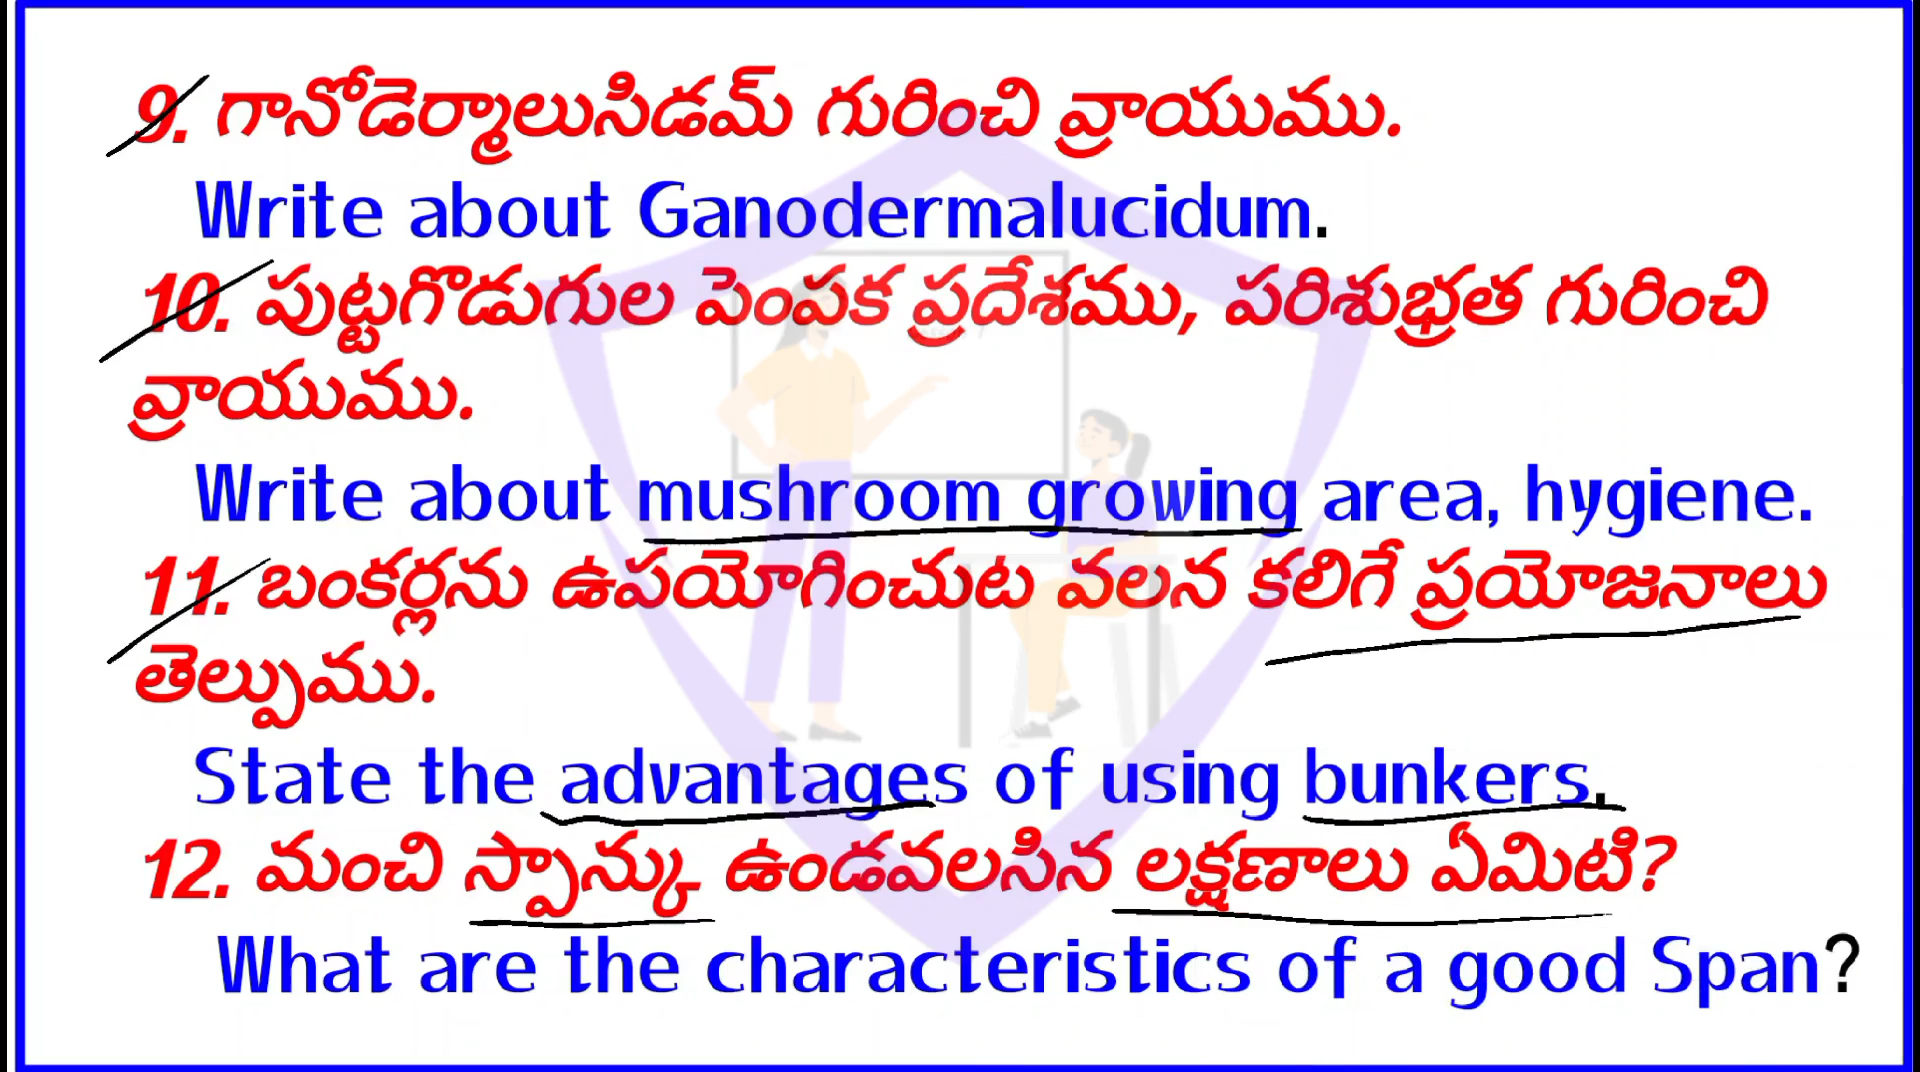 9. గానోడెర్మాలుసిడమ్ గురించి వ్రాయుము.
Write about Ganodermalucidum.
10. పుట్టగొడుగుల పెంపక ప్రదేశము, పరిశుభ్రత గురించి
వ్రాయుము.
Write about mushroom growing area, hygiene.
11. బంకర్లను ఉపయోగించుట వలన కలిగే ప్రయోజనాలు
తెల్పుము.
State the advantages of using bunkers.
12. మంచి స్పాన్కు ఉండవలసిన లక్షణాలు ఏమిటి?
What are the characteristics of a good Span?